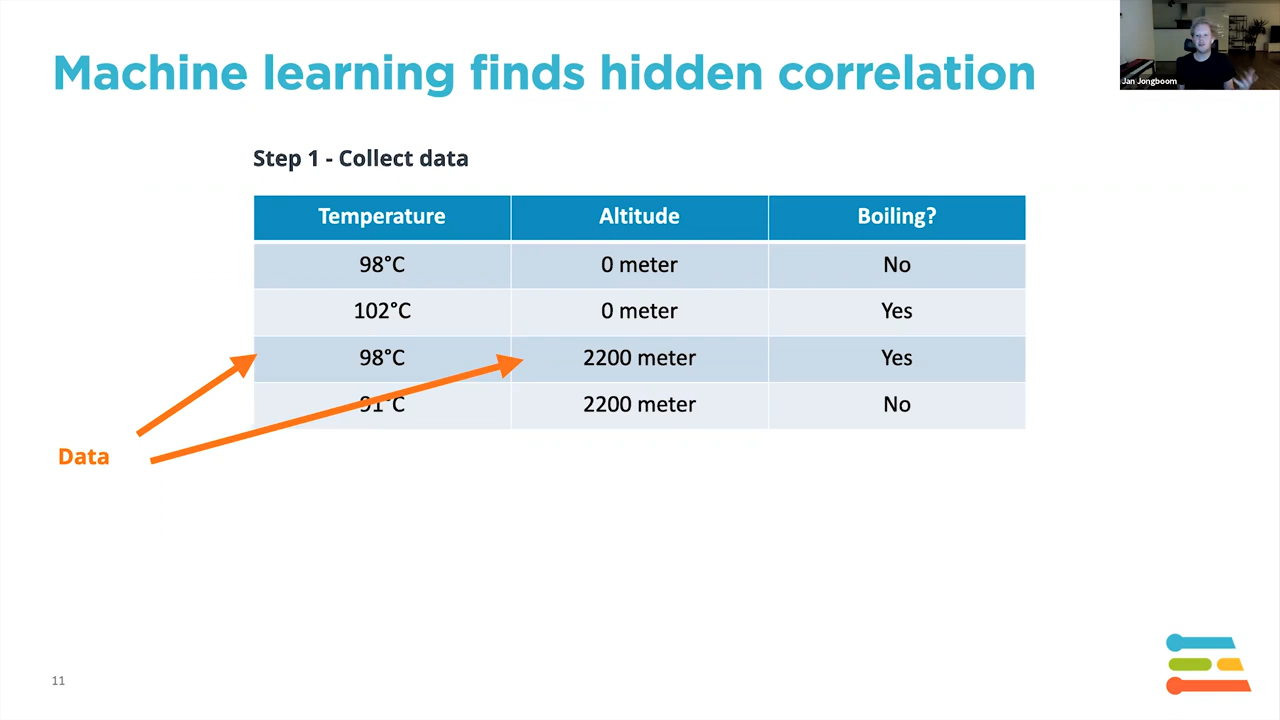 Machine learning finds hidden correlation
Jan Jongboom
Step 1 - Collect data
Temperature Altitude Boiling?
98°C 0 meter No
102°C 0 meter Yes
98°C 2200 meter Yes
91°C 2200 meter No
Data
11